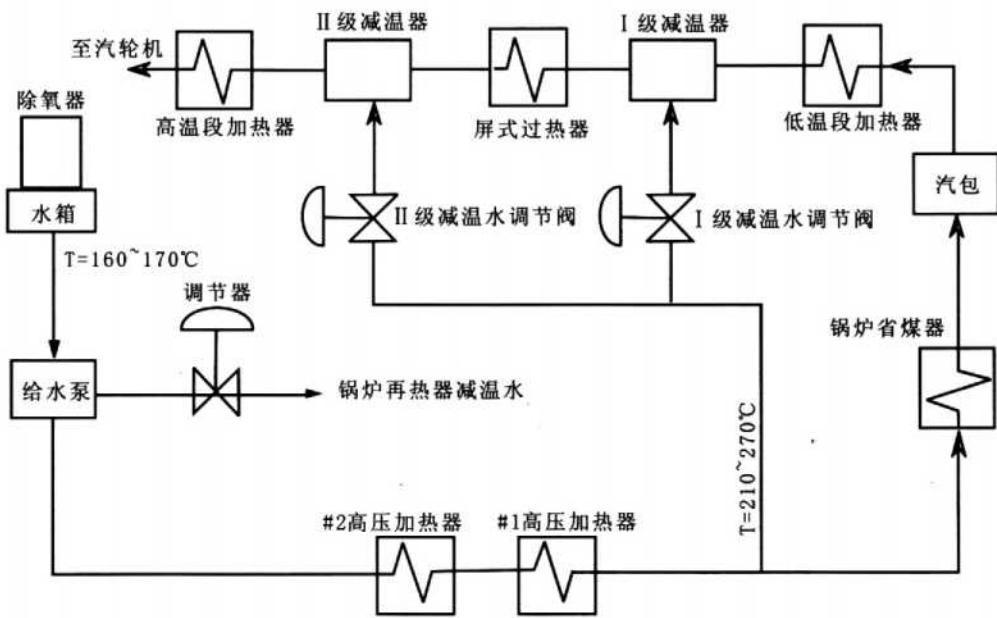 II级减温器
I级减温器
至汽轮机
除氧器
高温段加热器
屏式过热器
低温段加热器
汽包
水箱
II级减温水调节阀
I级减温水调节阀
T=160~170℃
调节器
锅炉省煤器
给水泵
锅炉再热器减温水
T=210~270℃
#2高压加热器
#1高压加热器